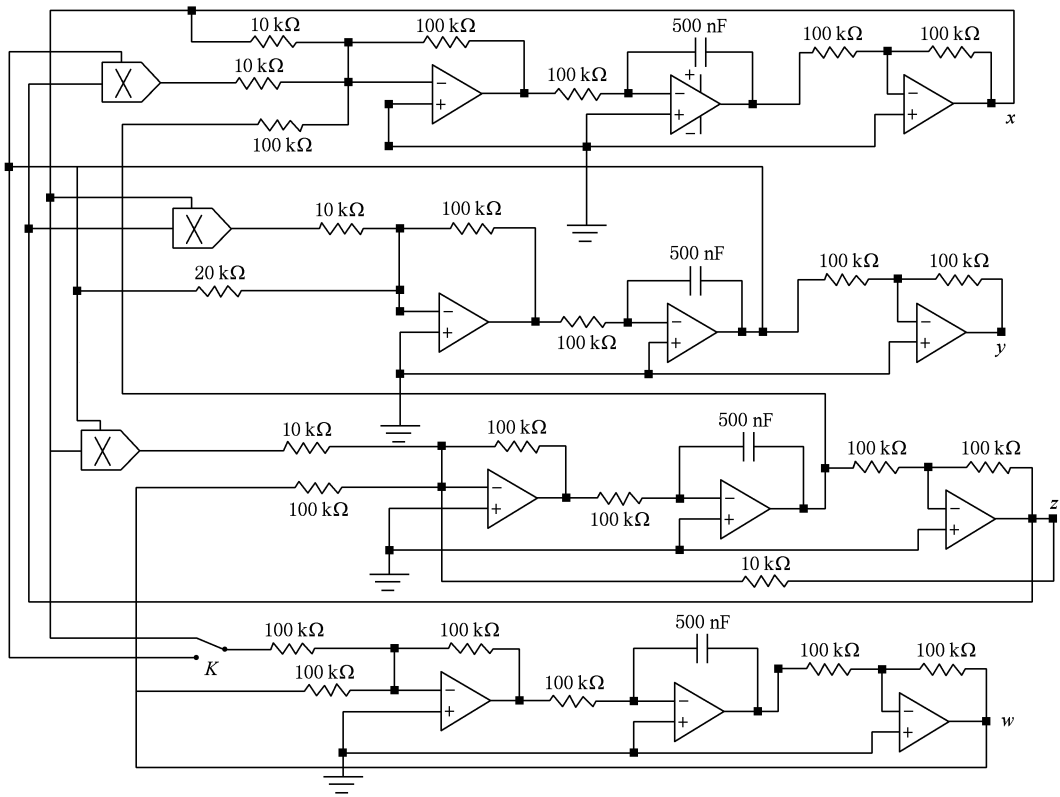 10 kΩ 100 kΩ 500 nF 100 kΩ 100 kΩ
10 kΩ 100 kΩ
X − + − + + − − + x
100 kΩ
10 kΩ 100 kΩ
X
500 nF 100 kΩ 100 kΩ
20 kΩ
− + 100 kΩ − + − + y
10 kΩ 100 kΩ 500 nF
X 100 kΩ 100 kΩ
100 kΩ − + 100 kΩ − + − + z
10 kΩ
100 kΩ 100 kΩ 500 nF
K 100 kΩ 100 kΩ 100 kΩ 100 kΩ
− + − + − + w